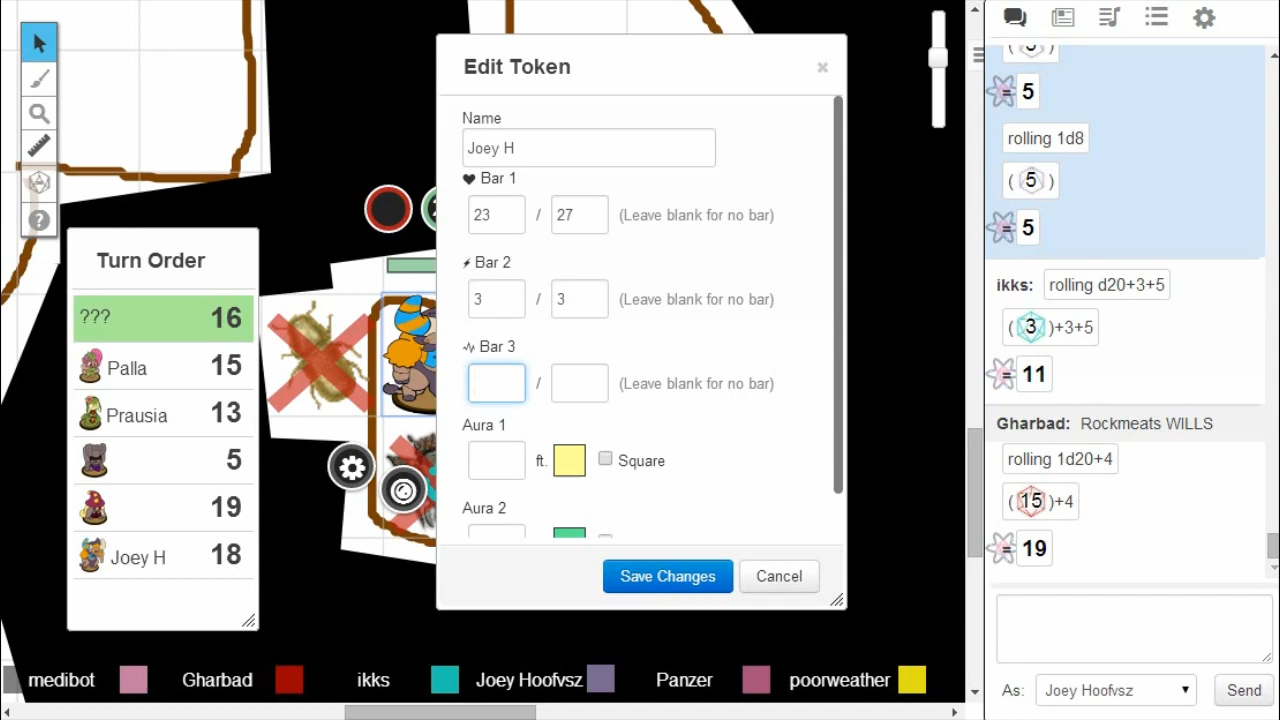 Edit Token
Name
Joey H
Bar 1
23 / 27 (Leave blank for no bar)
Bar 2
3 / 3 (Leave blank for no bar)
Bar 3
/ (Leave blank for no bar)
Aura 1
ft. Square
Aura 2
Save Changes
Cancel
Turn Order
??? 16
Palla 15
Prausia 13
5
19
Joey H 18
medibot
Gharbad
ikks
Joey Hoofvsz
Panzer
poorweather
= 5
rolling 1d8
(5)
= 5
ikks: rolling d20+3+5
(3)+3+5
= 11
Gharbad: Rockmeats WILLS
rolling 1d20+4
(15)+4
= 19
As: Joey Hoofvsz
Send